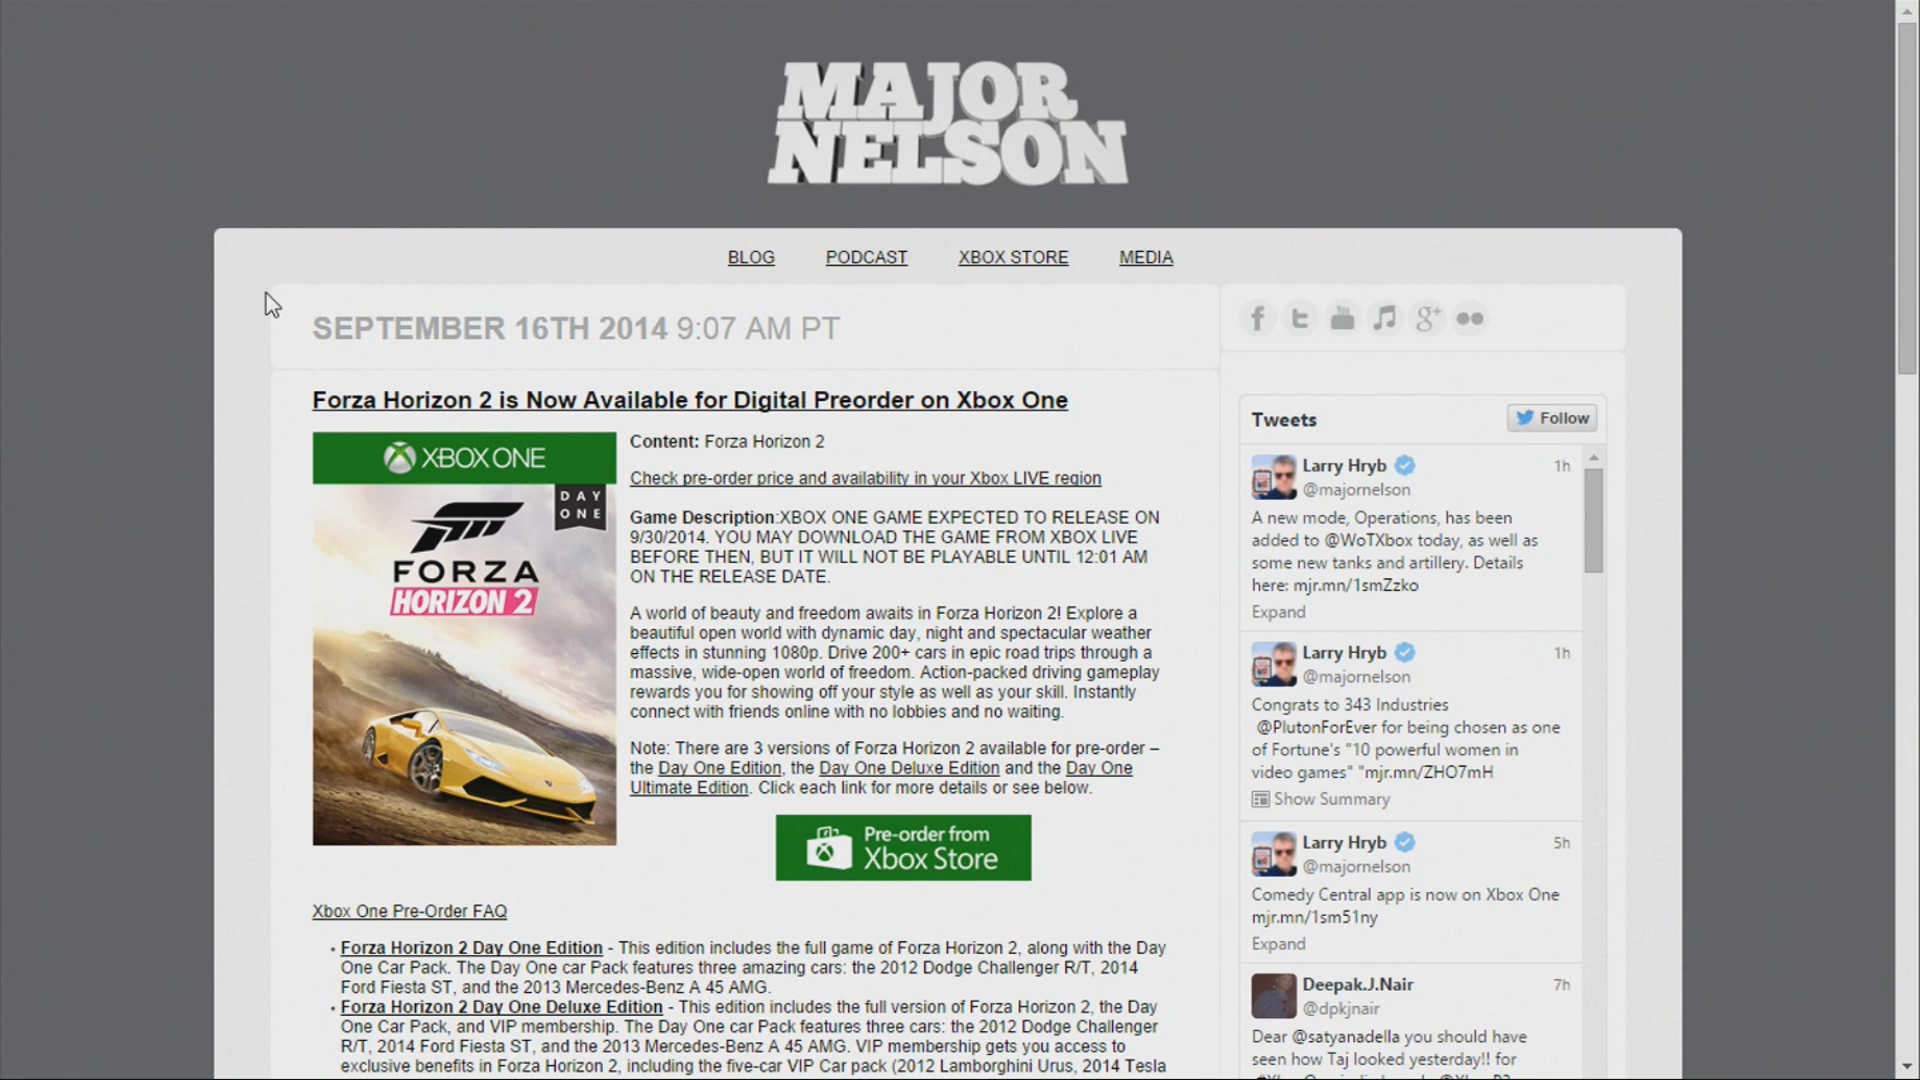 MAJOR
NELSON
BLOG PODCAST XBOX STORE MEDIA
SEPTEMBER 16TH 2014 9:07 AM PT
Forza Horizon 2 is Now Available for Digital Preorder on Xbox One
XBOX ONE
DAY
ONE
FORZA
HORIZON 2
Content: Forza Horizon 2
Check pre-order price and availability in your Xbox LIVE region
Game Description:XBOX ONE GAME EXPECTED TO RELEASE ON
9/30/2014. YOU MAY DOWNLOAD THE GAME FROM XBOX LIVE
BEFORE THEN, BUT IT WILL NOT BE PLAYABLE UNTIL 12:01 AM
ON THE RELEASE DATE.
A world of beauty and freedom awaits in Forza Horizon 2! Explore a
beautiful open world with dynamic day, night and spectacular weather
effects in stunning 1080p. Drive 200+ cars in epic road trips through a
massive, wide-open world of freedom. Action-packed driving gameplay
rewards you for showing off your style as well as your skill. Instantly
connect with friends online with no lobbies and no waiting.
Note: There are 3 versions of Forza Horizon 2 available for pre-order –
the Day One Edition, the Day One Deluxe Edition and the Day One
Ultimate Edition. Click each link for more details or see below.
Pre-order from
Xbox Store
Xbox One Pre-Order FAQ
• Forza Horizon 2 Day One Edition - This edition includes the full game of Forza Horizon 2, along with the Day
One Car Pack. The Day One car Pack features three amazing cars: the 2012 Dodge Challenger R/T, 2014
Ford Fiesta ST, and the 2013 Mercedes-Benz A 45 AMG.
• Forza Horizon 2 Day One Deluxe Edition - This edition includes the full version of Forza Horizon 2, the Day
One Car Pack, and VIP membership. The Day One car Pack features three cars: the 2012 Dodge Challenger
R/T, 2014 Ford Fiesta ST, and the 2013 Mercedes-Benz A 45 AMG. VIP membership gets you access to
exclusive benefits in Forza Horizon 2, including the five-car VIP Car pack (2012 Lamborghini Urus, 2014 Tesla
Tweets
Follow
Larry Hryb 1h
@majornelson
A new mode, Operations, has been
added to @WoTXbox today, as well as
some new tanks and artillery. Details
here: mjr.mn/1smZzko
Expand
Larry Hryb 1h
@majornelson
Congrats to 343 Industries
@PlutonForEver for being chosen as one
of Fortune's "10 powerful women in
video games" "mjr.mn/ZHO7mH
Show Summary
Larry Hryb 5h
@majornelson
Comedy Central app is now on Xbox One
mjr.mn/1sm51ny
Expand
Deepak.J.Nair 7h
@dpkjnair
Dear @satyanadella you should have
seen how Taj looked yesterday!! for